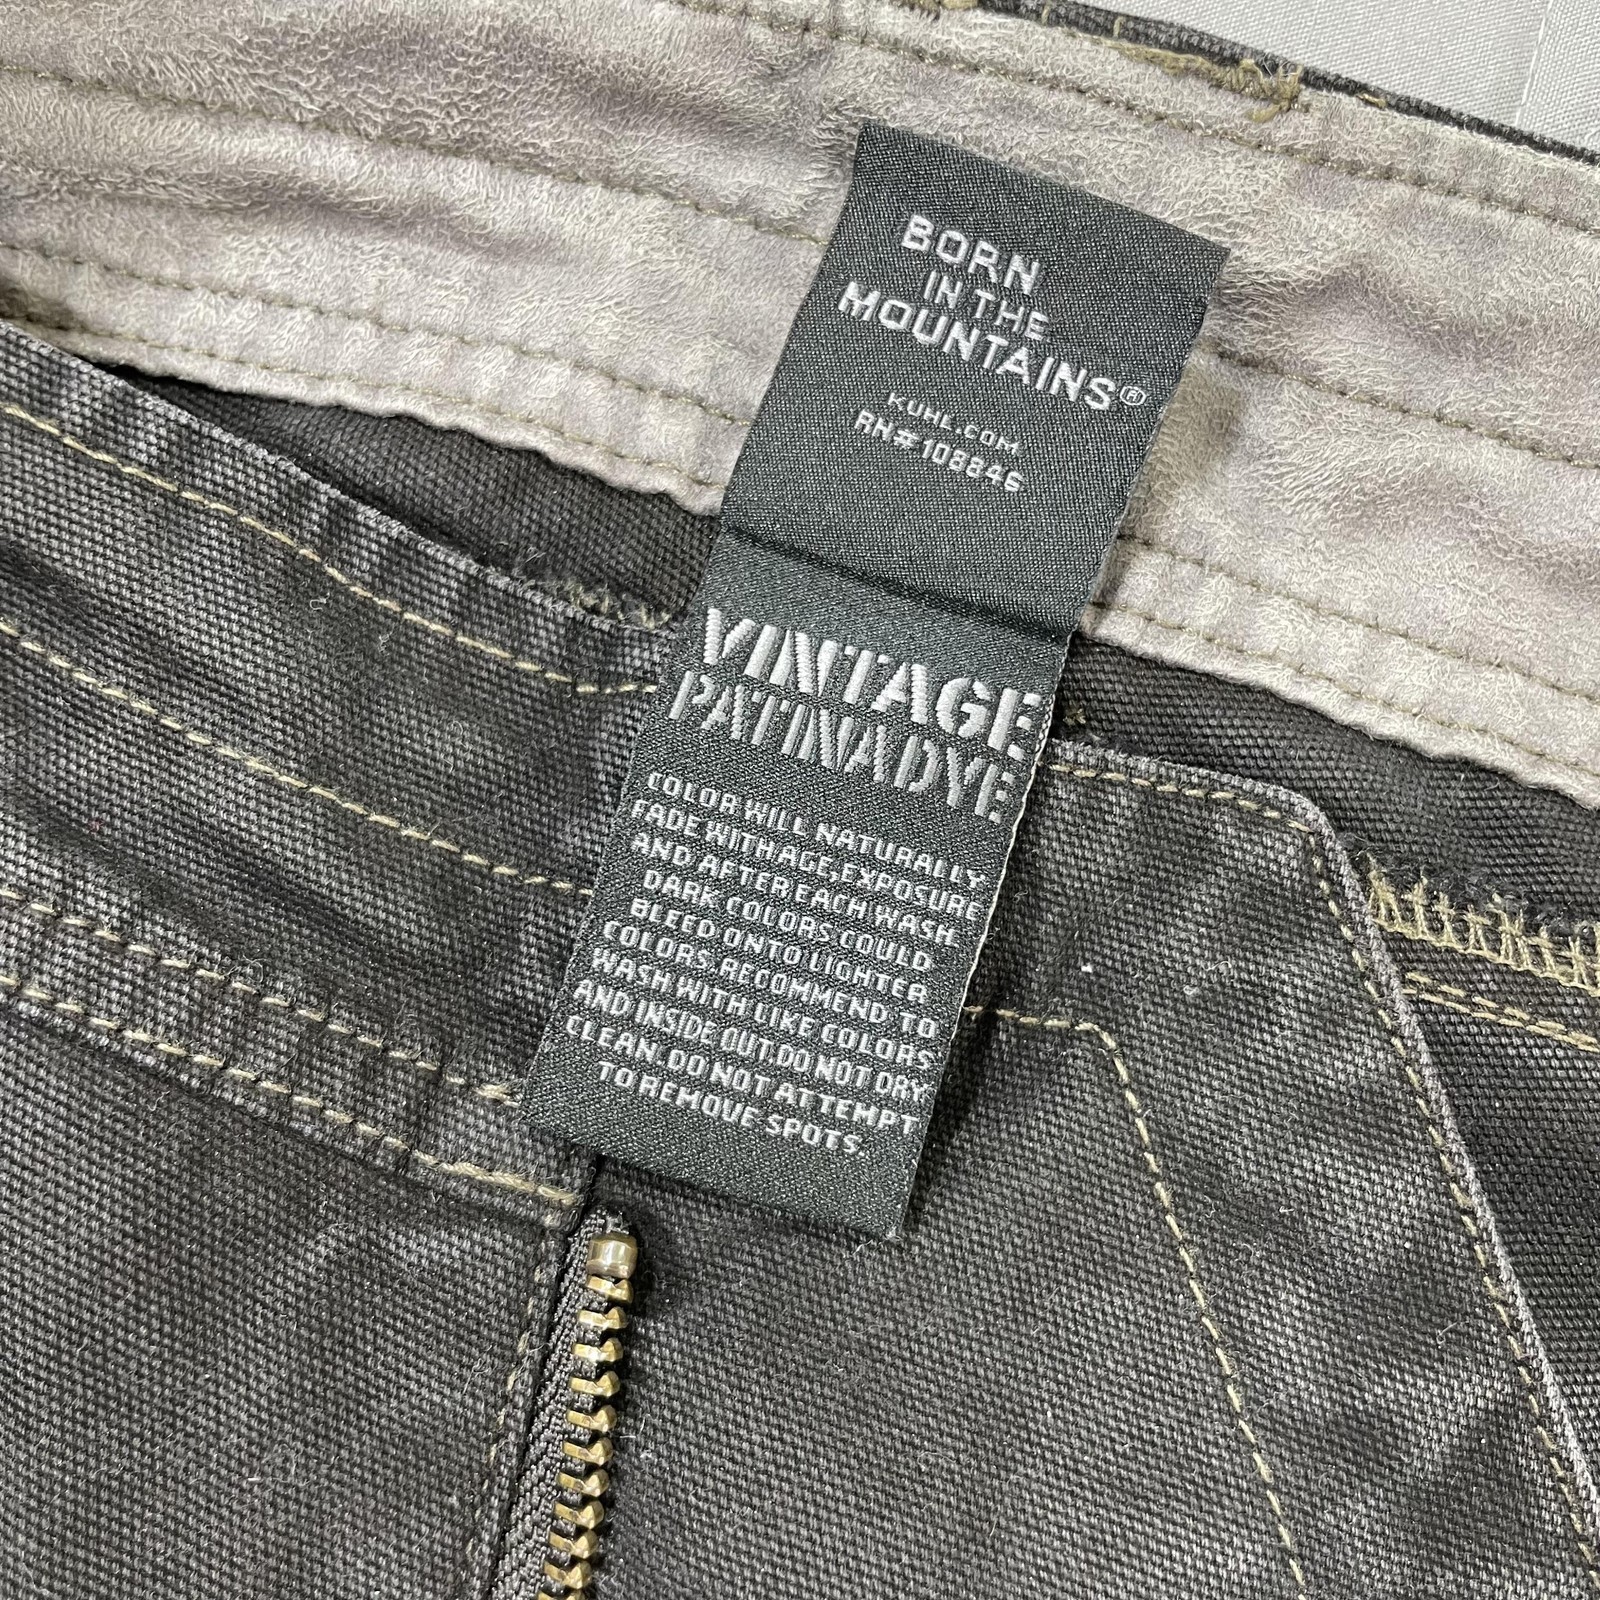 BORN
IN THE
MOUNTAINS®
KUHL.COM
RN#108846
VINTAGE
PATINA DYE
COLOR WILL NATURALLY
FADE WITH AGE, EXPOSURE
AND AFTER EACH WASH.
DARK COLORS COULD
BLEED ONTO LIGHTER
COLORS. RECOMMEND TO
WASH WITH LIKE COLORS
AND INSIDE OUT. DO NOT DRY
CLEAN. DO NOT ATTEMPT
TO REMOVE SPOTS.